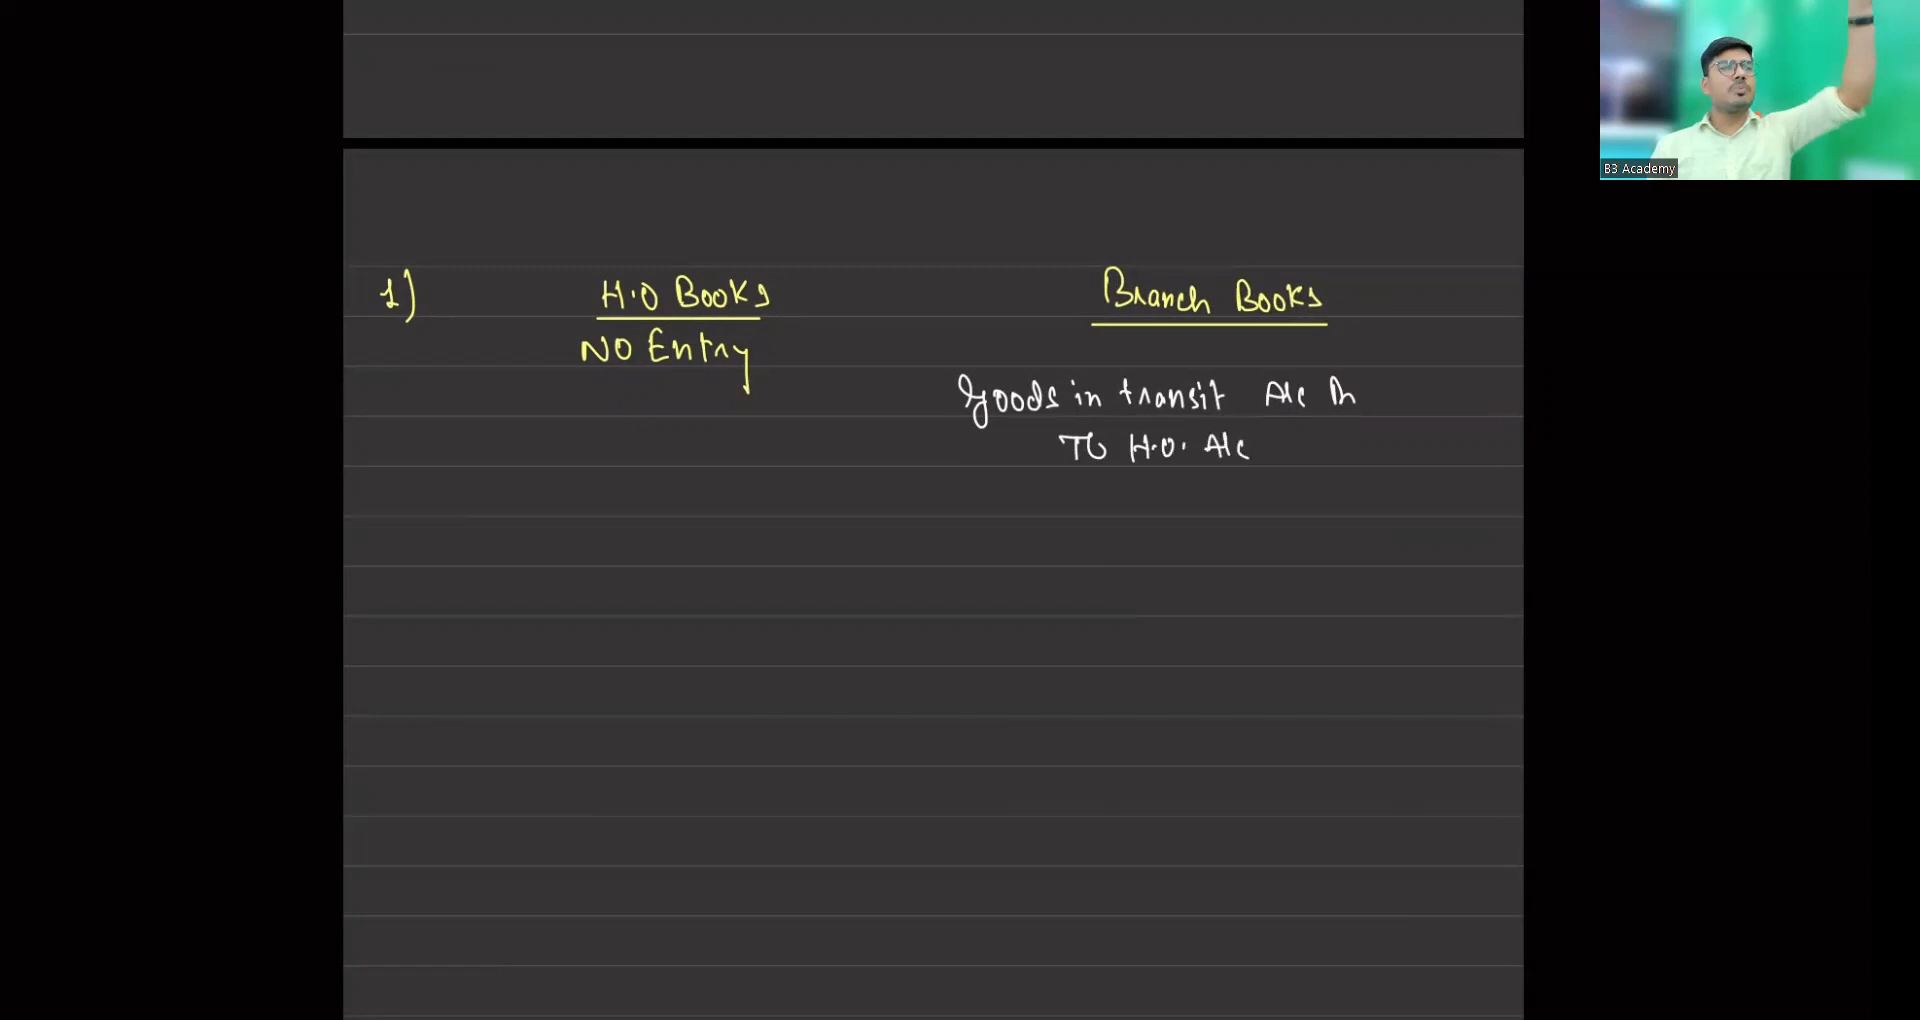 B3 Academy
1) H.O Books Branch Books
NO Entry
Goods in transit A/c Dr
To H.O. A/c